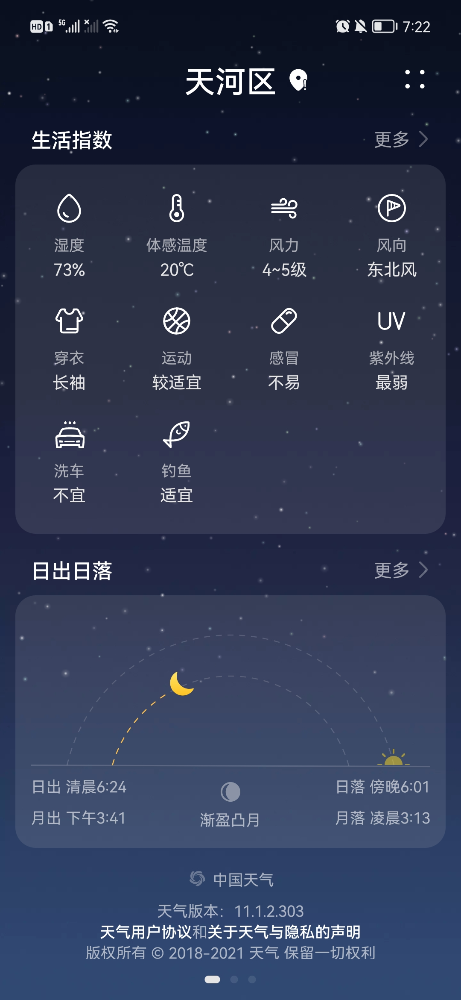 HD 1 5G 7:22
天河区
生活指数 更多
湿度 体感温度 风力 风向
73% 20℃ 4~5级 东北风
UV
穿衣 运动 感冒 紫外线
长袖 较适宜 不易 最弱
洗车 钓鱼
不宜 适宜
日出日落 更多
日出 清晨6:24 日落 傍晚6:01
月出 下午3:41 渐盈凸月 月落 凌晨3:13
中国天气
天气版本：11.1.2.303
天气用户协议和关于天气与隐私的声明
版权所有 © 2018-2021 天气 保留一切权利